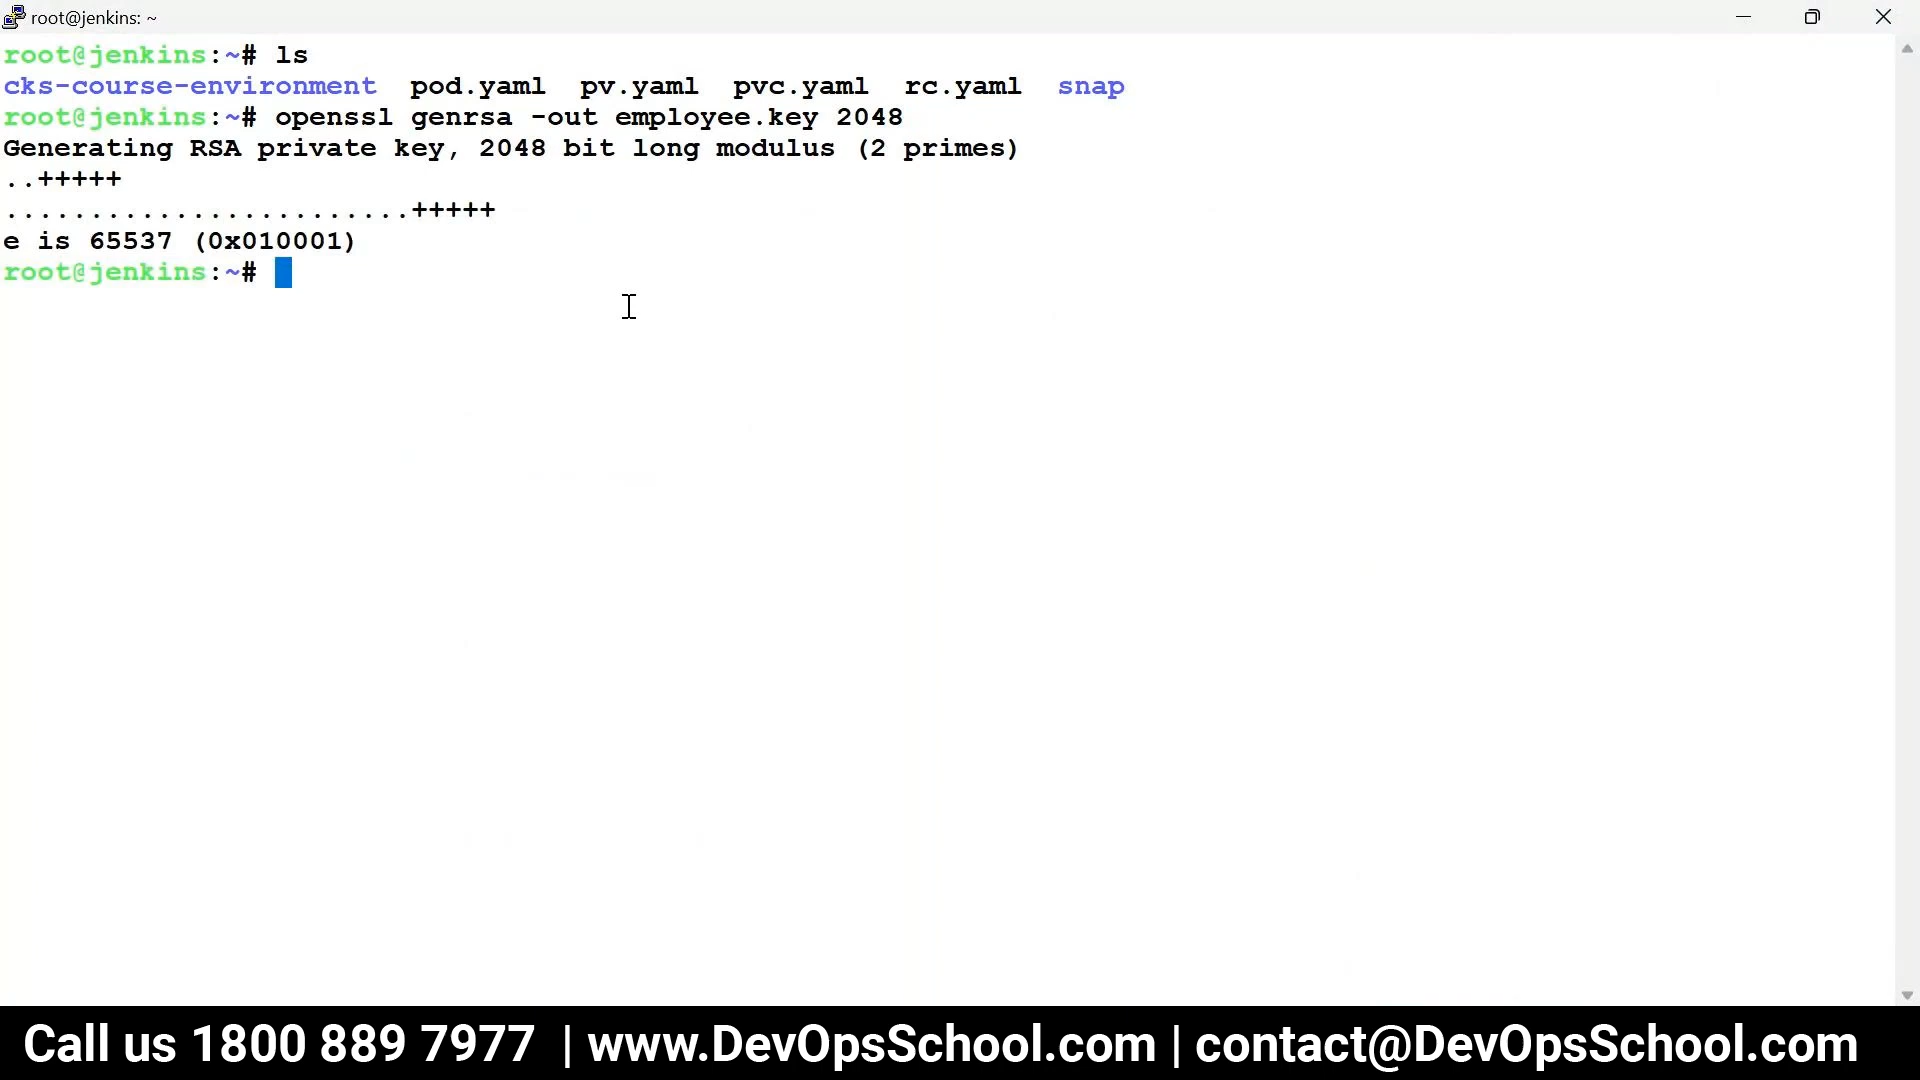 root@jenkins: ~
root@jenkins:~# ls
cks-course-environment pod.yaml pv.yaml pvc.yaml rc.yaml snap
root@jenkins:~# openssl genrsa -out employee.key 2048
Generating RSA private key, 2048 bit long modulus (2 primes)
..+++++
........................+++++
e is 65537 (0x010001)
root@jenkins:~#
Call us 1800 889 7977 | www.DevOpsSchool.com | contact@DevOpsSchool.com